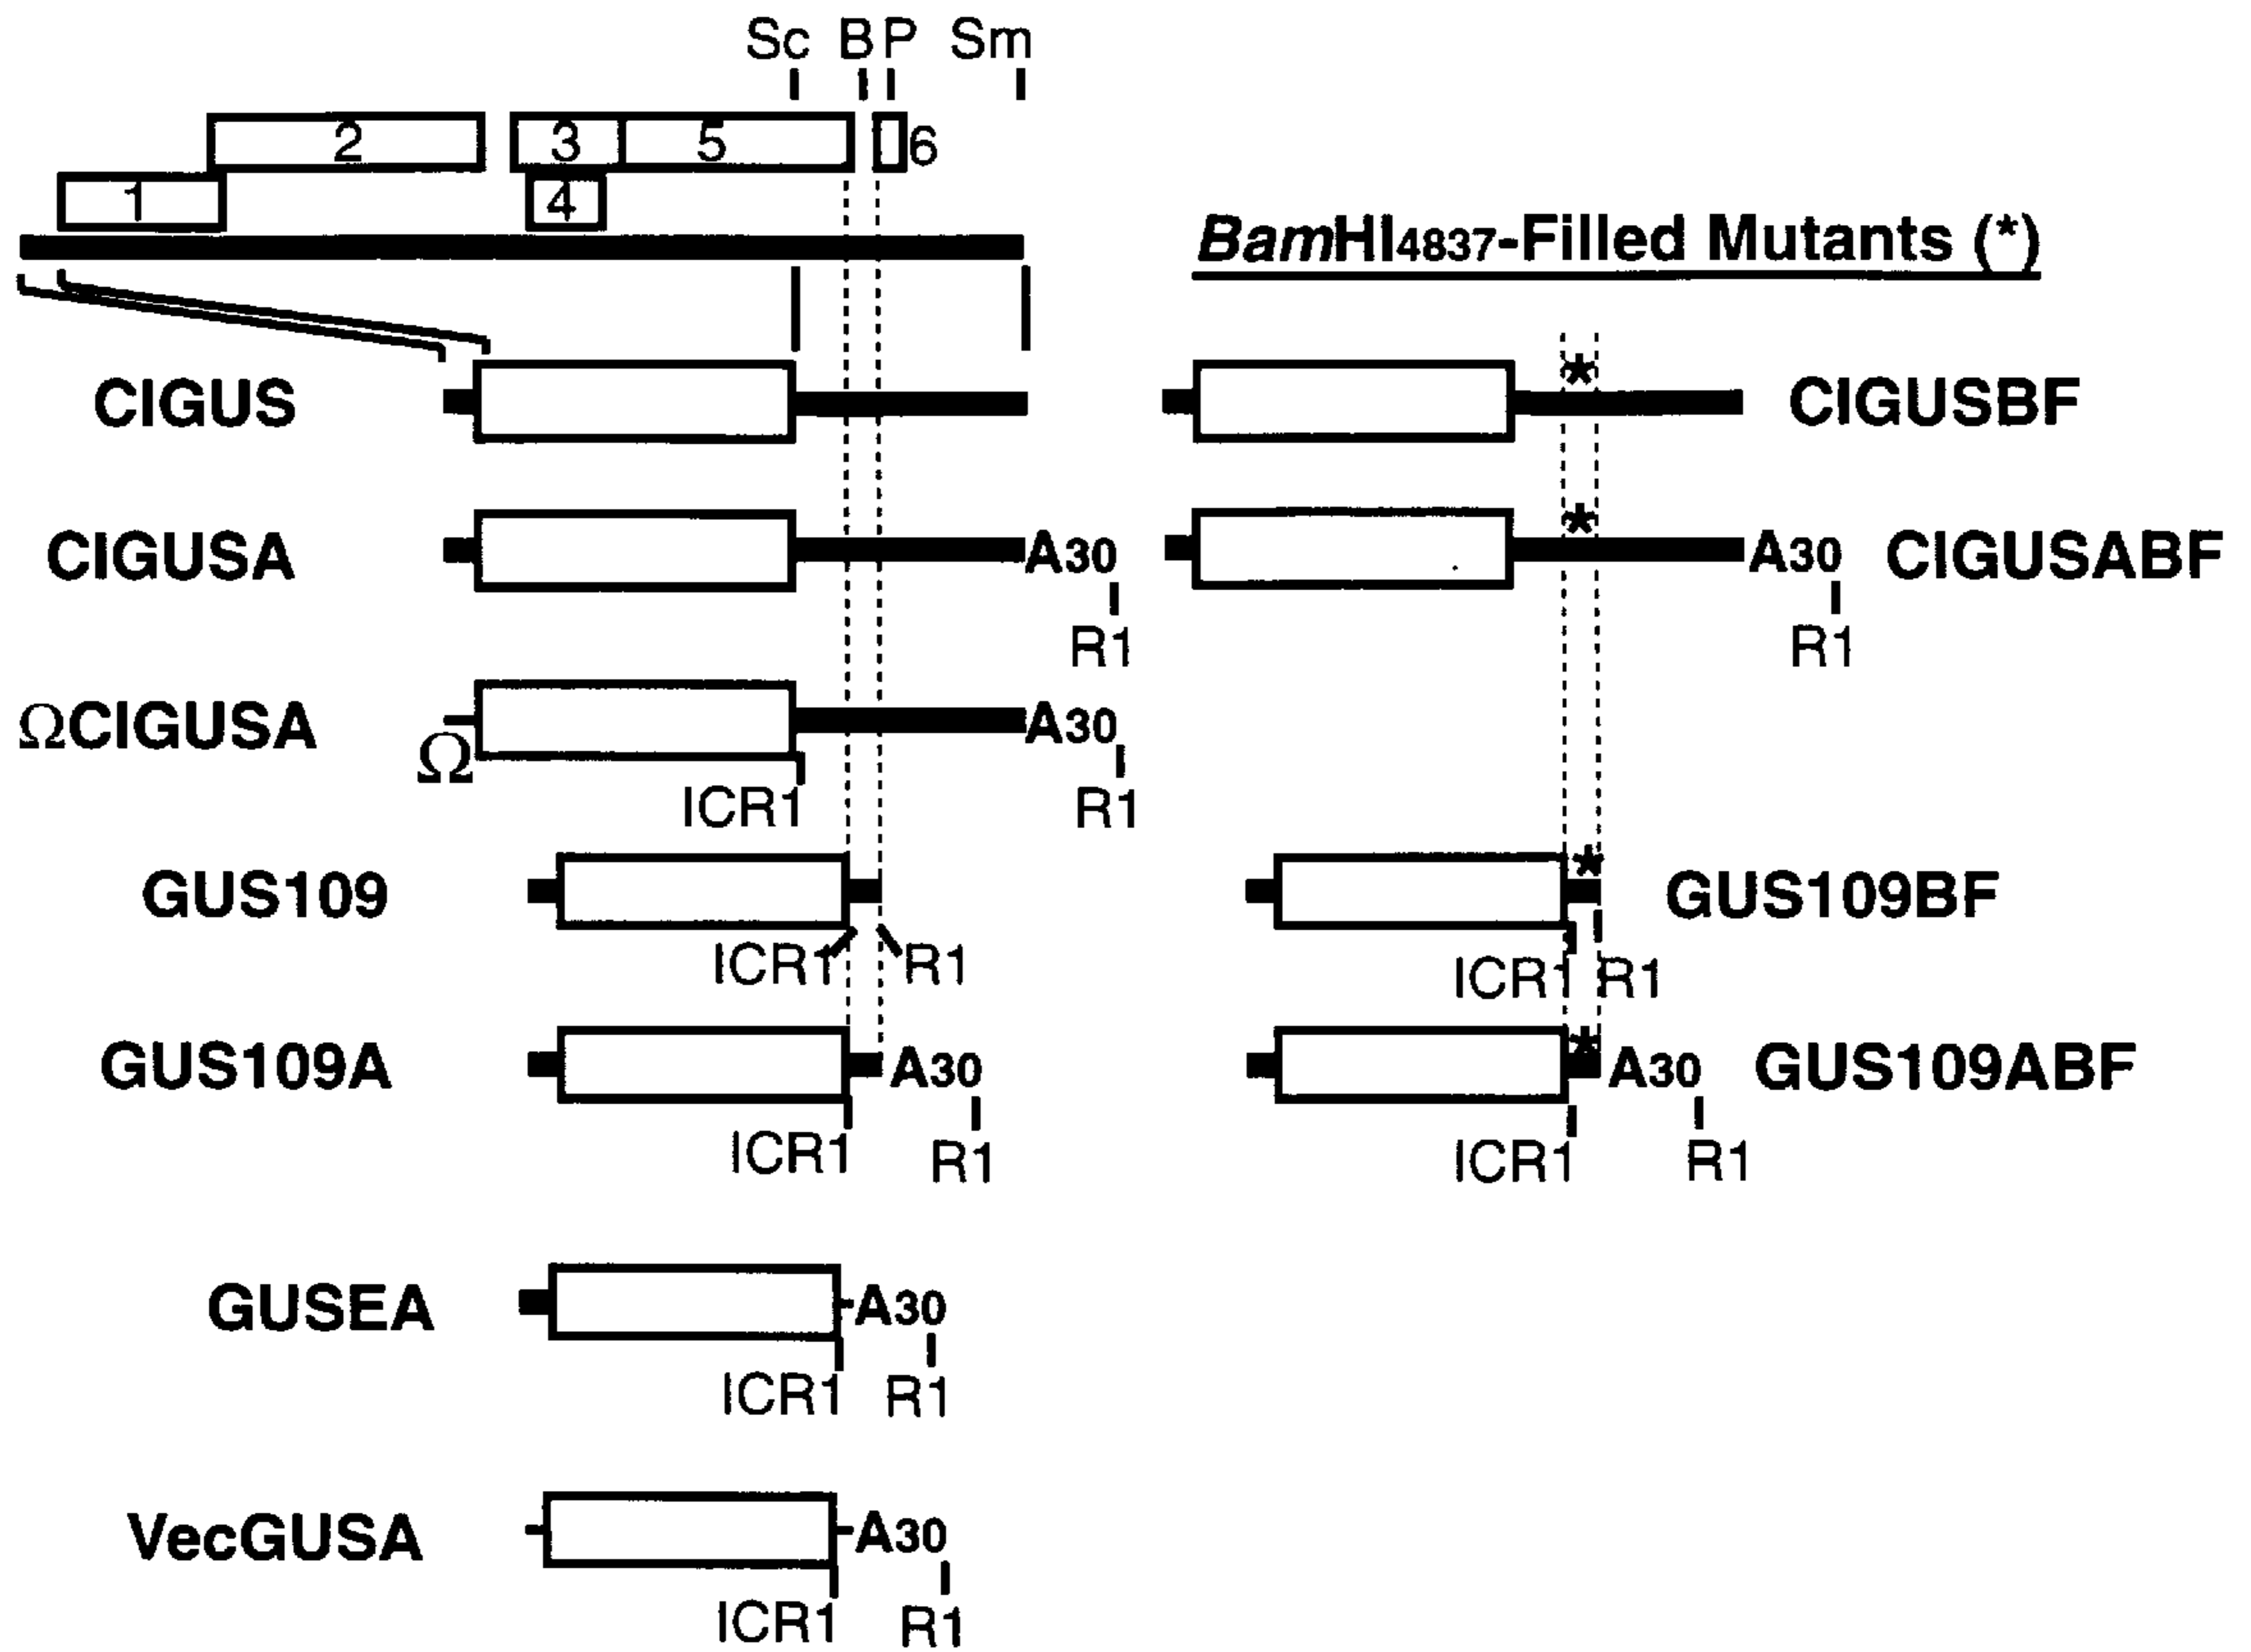 Sc B P Sm
2 3 5 6
1 4
BamHI4837-Filled Mutants (*)
CIGUS * CIGUSBF
CIGUSA A30 * A30 CIGUSABF
R1 R1
ΩCIGUSA Ω A30
ICR1 R1
GUS109 * GUS109BF
ICR1 R1 ICR1 R1
GUS109A A30 * A30 GUS109ABF
ICR1 R1 ICR1 R1
GUSEA A30
ICR1 R1
VecGUSA A30
ICR1 R1